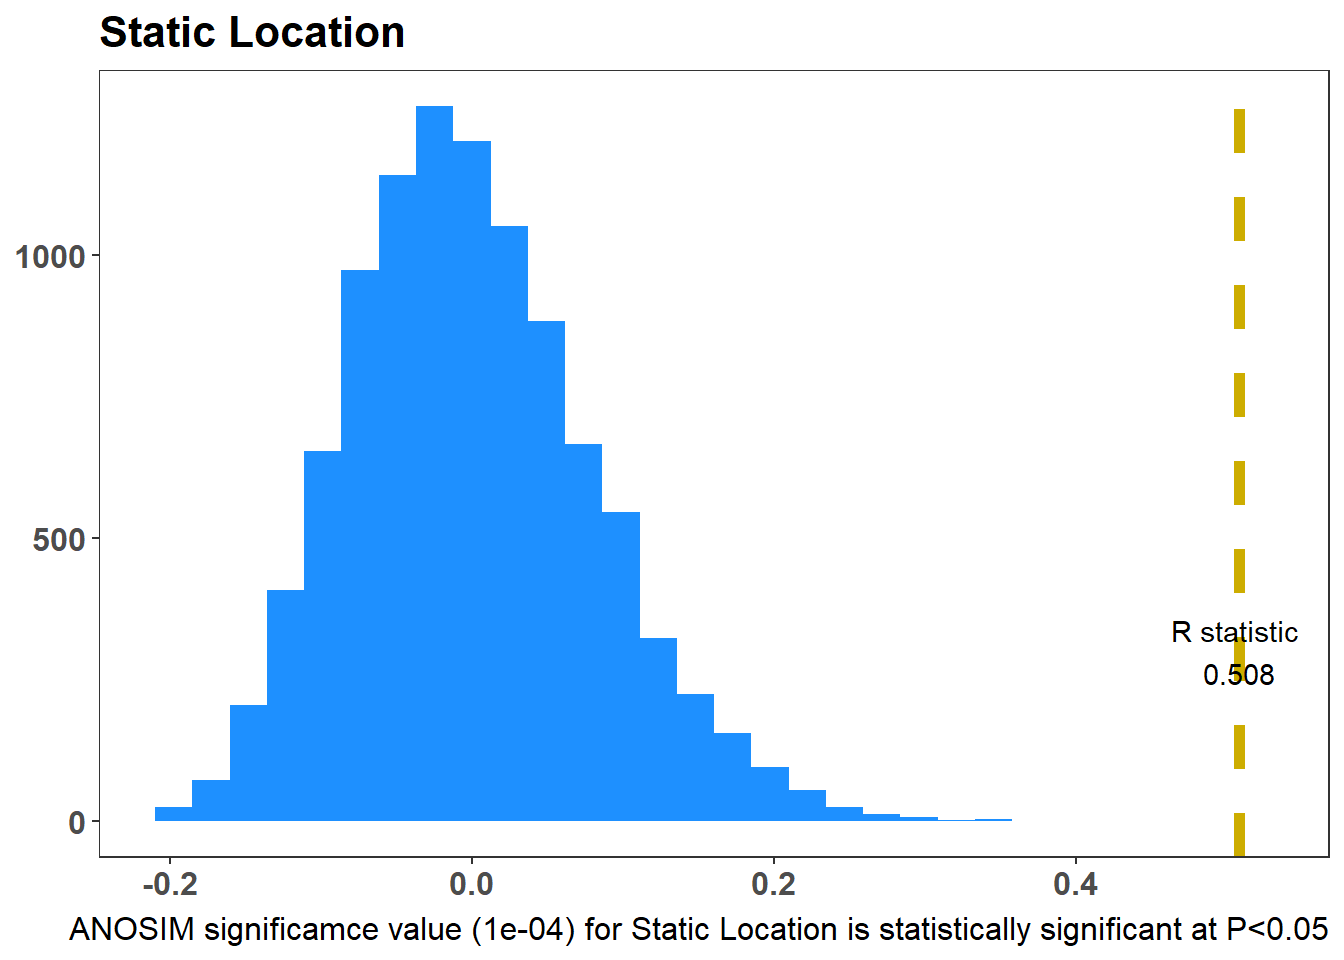 Static Location
1000
500
0
R statistic
0.508
-0.2 0.0 0.2 0.4
ANOSIM significamce value (1e-04) for Static Location is statistically significant at P<0.05